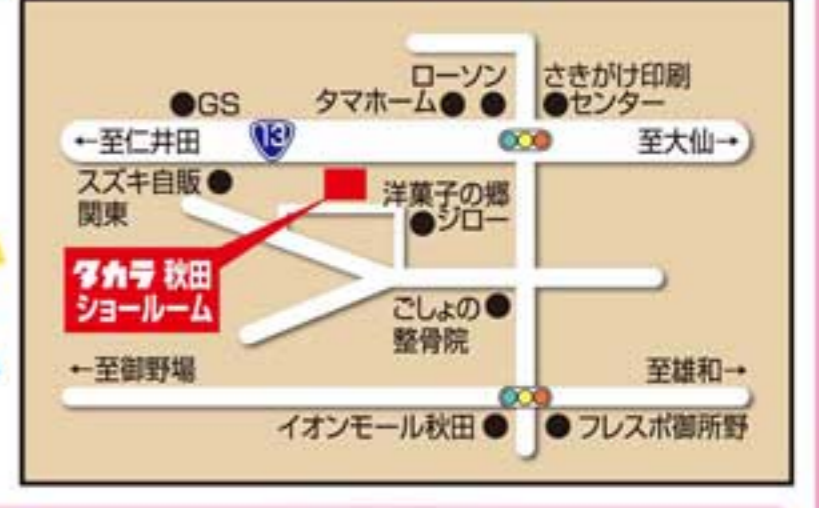 ローソン
さきがけ印刷
●GS
タマホーム● ●
●センター
←至仁井田
13
至大仙→
スズキ自販●
関東
洋菓子の郷
●ジロー
タカラ 秋田
ショールーム
ごしょの●
整骨院
←至御野場
至雄和→
イオンモール秋田●
●フレスポ御所野